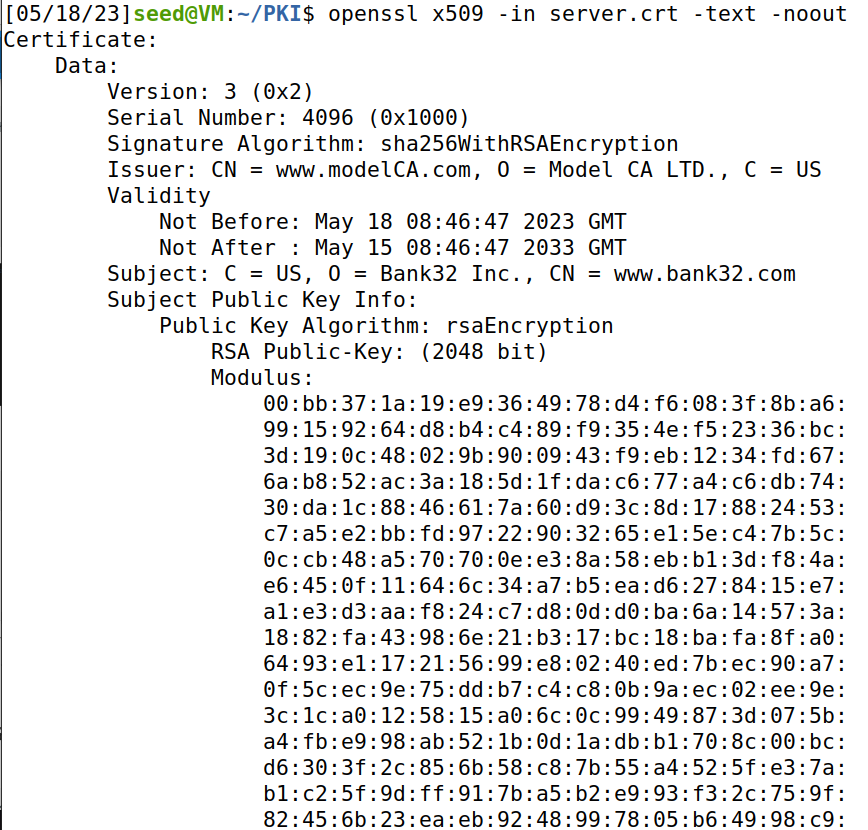 [05/18/23]seed@VM:~/PKI$ openssl x509 -in server.crt -text -noout
Certificate:
    Data:
        Version: 3 (0x2)
        Serial Number: 4096 (0x1000)
        Signature Algorithm: sha256WithRSAEncryption
        Issuer: CN = www.modelCA.com, O = Model CA LTD., C = US
        Validity
            Not Before: May 18 08:46:47 2023 GMT
            Not After : May 15 08:46:47 2033 GMT
        Subject: C = US, O = Bank32 Inc., CN = www.bank32.com
        Subject Public Key Info:
            Public Key Algorithm: rsaEncryption
                RSA Public-Key: (2048 bit)
                Modulus:
                    00:bb:37:1a:19:e9:36:49:78:d4:f6:08:3f:8b:a6:
                    99:15:92:64:d8:b4:c4:89:f9:35:4e:f5:23:36:bc:
                    3d:19:0c:48:02:9b:90:09:43:f9:eb:12:34:fd:67:
                    6a:b8:52:ac:3a:18:5d:1f:da:c6:77:a4:c6:db:74:
                    30:da:1c:88:46:61:7a:60:d9:3c:8d:17:88:24:53:
                    c7:a5:e2:bb:fd:97:22:90:32:65:e1:5e:c4:7b:5c:
                    0c:cb:48:a5:70:70:0e:e3:8a:58:eb:b1:3d:f8:4a:
                    e6:45:0f:11:64:6c:34:a7:b5:ea:d6:27:84:15:e7:
                    a1:e3:d3:aa:f8:24:c7:d8:0d:d0:ba:6a:14:57:3a:
                    18:82:fa:43:98:6e:21:b3:17:bc:18:ba:fa:8f:a0:
                    64:93:e1:17:21:56:99:e8:02:40:ed:7b:ec:90:a7:
                    0f:5c:ec:9e:75:dd:b7:c4:c8:0b:9a:ec:02:ee:9e:
                    3c:1c:a0:12:58:15:a0:6c:0c:99:49:87:3d:07:5b:
                    a4:fb:e9:98:ab:52:1b:0d:1a:db:b1:70:8c:00:bc:
                    d6:30:3f:2c:85:6b:58:c8:7b:55:a4:52:5f:e3:7a:
                    b1:c2:5f:9d:ff:91:7b:a5:b2:e9:93:f3:2c:75:9f:
                    82:45:6b:23:ea:eb:92:48:99:78:05:b6:49:98:c9: